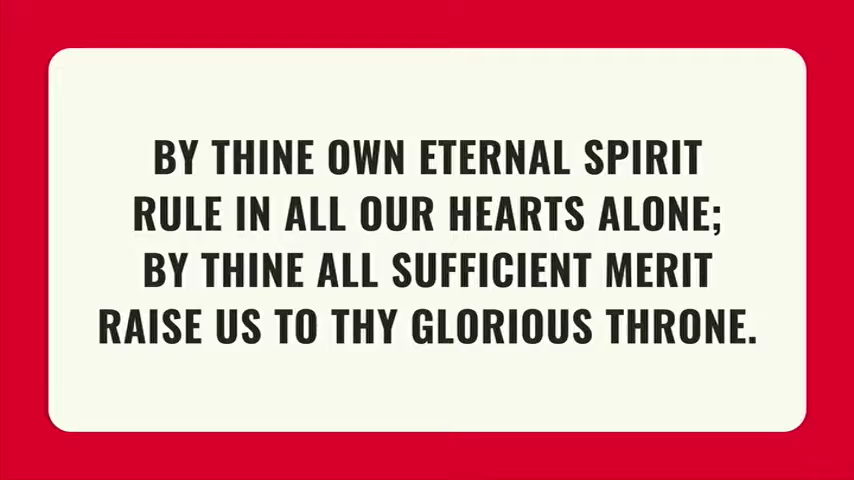 BY THINE OWN ETERNAL SPIRIT
RULE IN ALL OUR HEARTS ALONE;
BY THINE ALL SUFFICIENT MERIT
RAISE US TO THY GLORIOUS THRONE.